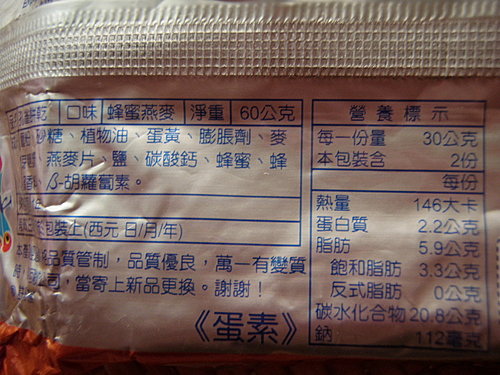 口味 蜂蜜燕麥 淨重 60公克
砂糖、植物油、蛋黃、膨脹劑、麥
燕麥片、鹽、碳酸鈣、蜂蜜、蜂
β-胡蘿蔔素。
包裝上(西元 日/月/年)
品質管制，品質優良，萬一有變質
公司，當寄上新品更換。謝謝！
《蛋素》
營養標示
每一份量 30公克
本包裝含 2份
每份
熱量 146大卡
蛋白質 2.2公克
脂肪 5.9公克
飽和脂肪 3.3公克
反式脂肪 0公克
碳水化合物 20.8公克
鈉 112毫克